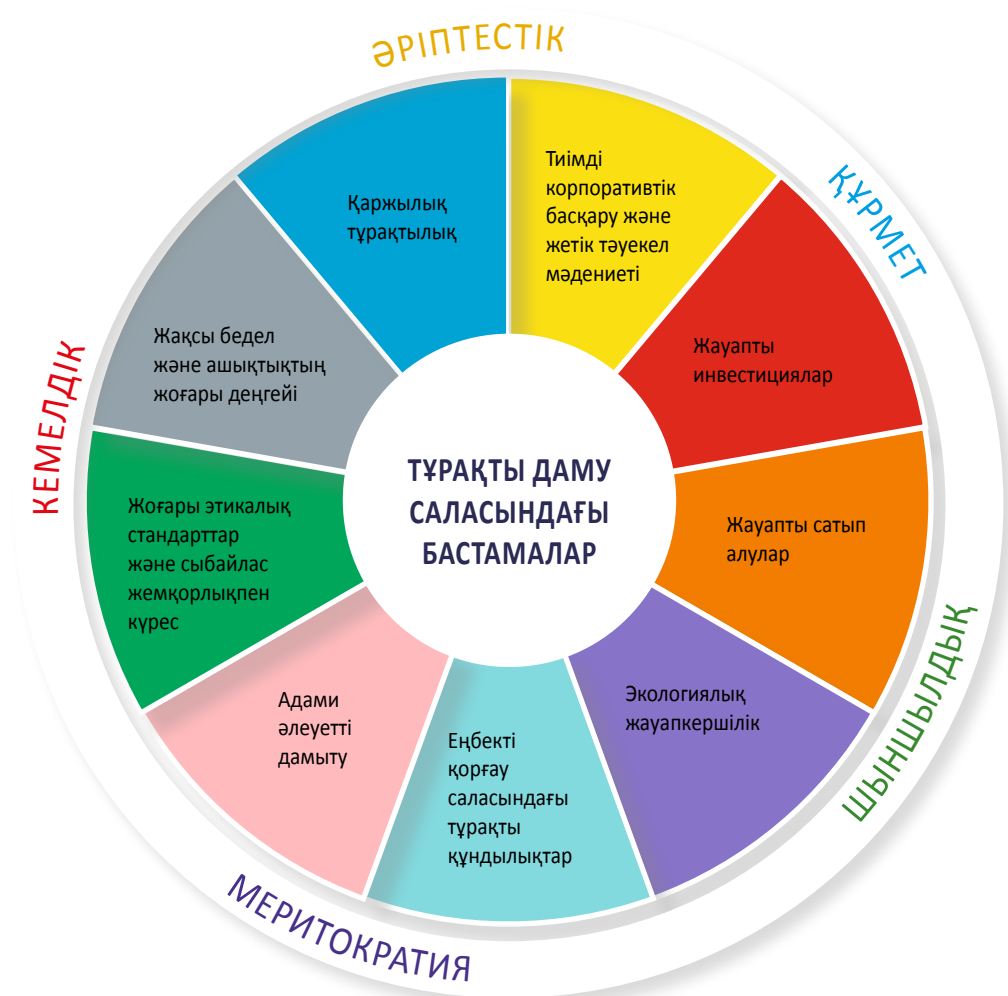 ӘРІПТЕСТІК
ҚҰРМЕТ
ШЫНШЫЛДЫҚ
МЕРИТОКРАТИЯ
КЕМЕЛДІК
Тиімді
корпоративтік
басқару және
жетік тәуекел
мәдениеті
Жауапты
инвестициялар
Жауапты сатып
алулар
Экологиялық
жауапкершілік
Еңбекті
қорғау
саласындағы
тұрақты
құндылықтар
Адами
әлеуетті
дамыту
Жоғары этикалық
стандарттар
және сыбайлас
жемқорлықпен
күрес
Жақсы бедел
және ашықтықтың
жоғары деңгейі
Қаржылық
тұрақтылық
ТҰРАҚТЫ ДАМУ
САЛАСЫНДАҒЫ
БАСТАМАЛАР